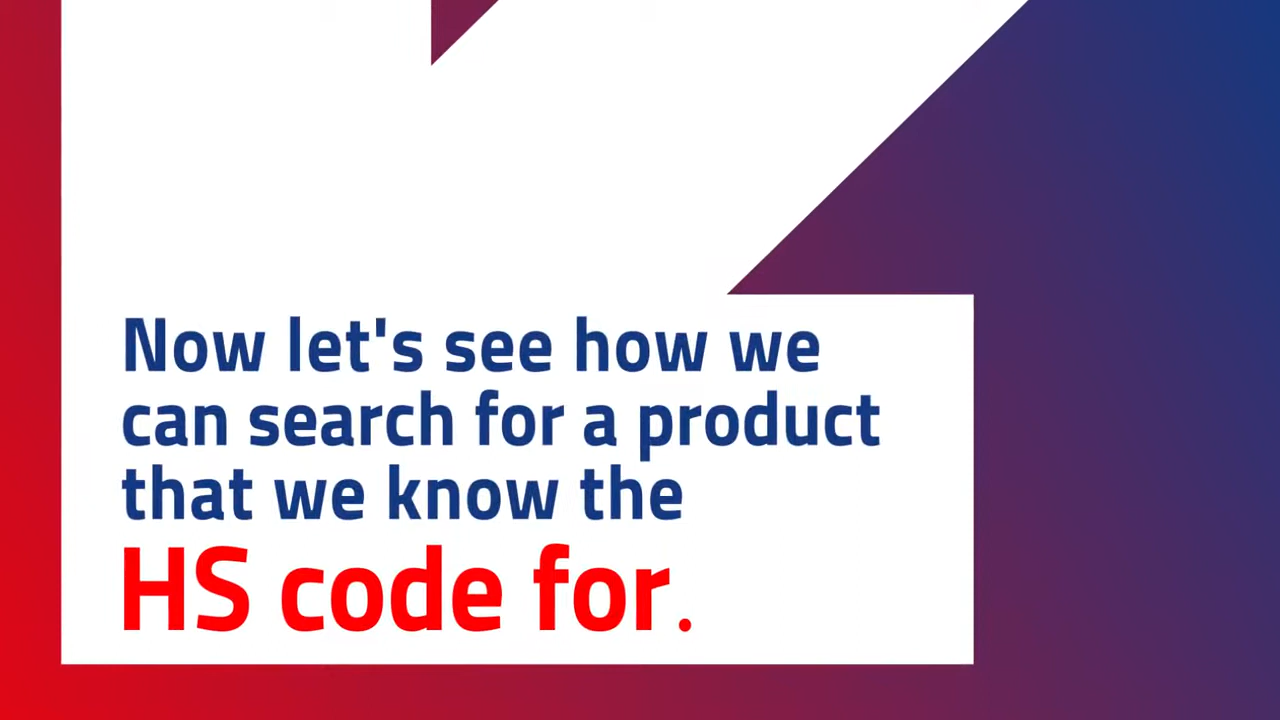 Now let's see how we
can search for a product
that we know the
HS code for.